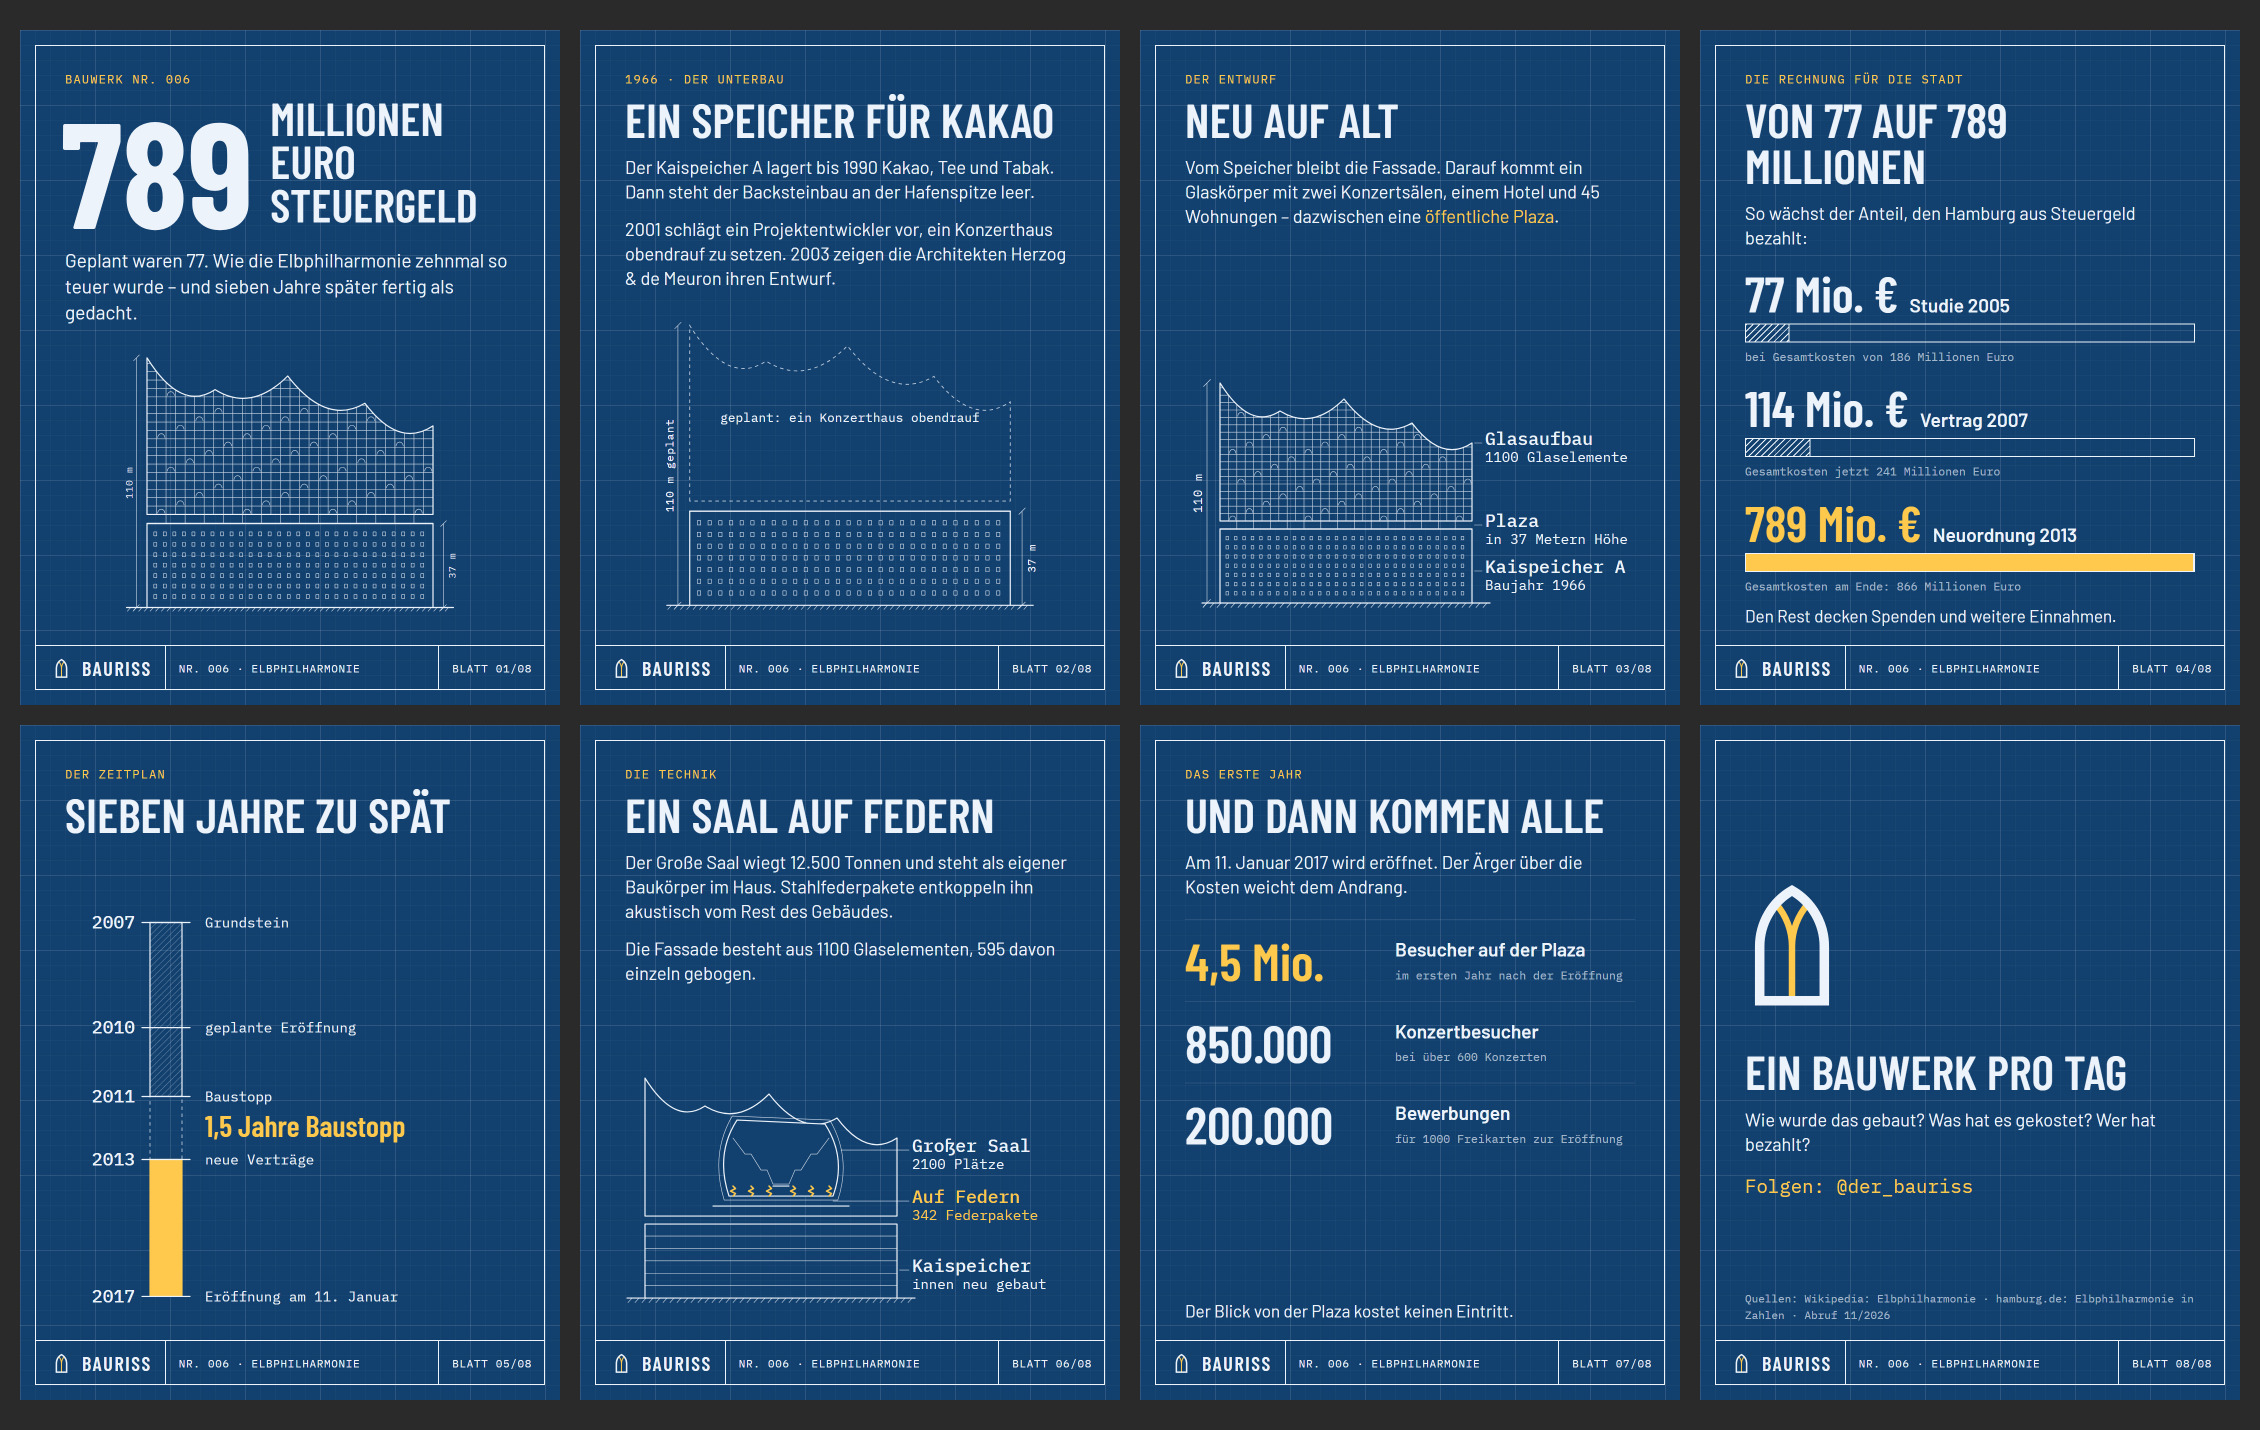 BAUWERK NR. 006
789
MILLIONEN
EURO
STEUERGELD
Geplant waren 77. Wie die Elbphilharmonie zehnmal so
teuer wurde – und sieben Jahre später fertig als
gedacht.
110 m
37 m
BAURISS
NR. 006 · ELBPHILHARMONIE
BLATT 01/08
1966 · DER UNTERBAU
EIN SPEICHER FÜR KAKAO
Der Kaispeicher A lagert bis 1990 Kakao, Tee und Tabak.
Dann steht der Backsteinbau an der Hafenspitze leer.
2001 schlägt ein Projektentwickler vor, ein Konzerthaus
obendrauf zu setzen. 2003 zeigen die Architekten Herzog
& de Meuron ihren Entwurf.
geplant: ein Konzerthaus obendrauf
110 m geplant
37 m
BAURISS
NR. 006 · ELBPHILHARMONIE
BLATT 02/08
DER ENTWURF
NEU AUF ALT
Vom Speicher bleibt die Fassade. Darauf kommt ein
Glaskörper mit zwei Konzertsälen, einem Hotel und 45
Wohnungen – dazwischen eine öffentliche Plaza.
110 m
Glasaufbau
1100 Glaselemente
Plaza
in 37 Metern Höhe
Kaispeicher A
Baujahr 1966
BAURISS
NR. 006 · ELBPHILHARMONIE
BLATT 03/08
DIE RECHNUNG FÜR DIE STADT
VON 77 AUF 789
MILLIONEN
So wächst der Anteil, den Hamburg aus Steuergeld
bezahlt:
77 Mio. € Studie 2005
bei Gesamtkosten von 186 Millionen Euro
114 Mio. € Vertrag 2007
Gesamtkosten jetzt 241 Millionen Euro
789 Mio. € Neuordnung 2013
Gesamtkosten am Ende: 866 Millionen Euro
Den Rest decken Spenden und weitere Einnahmen.
BAURISS
NR. 006 · ELBPHILHARMONIE
BLATT 04/08
DER ZEITPLAN
SIEBEN JAHRE ZU SPÄT
2007 Grundstein
2010 geplante Eröffnung
2011 Baustopp
1,5 Jahre Baustopp
2013 neue Verträge
2017 Eröffnung am 11. Januar
BAURISS
NR. 006 · ELBPHILHARMONIE
BLATT 05/08
DIE TECHNIK
EIN SAAL AUF FEDERN
Der Große Saal wiegt 12.500 Tonnen und steht als eigener
Baukörper im Haus. Stahlfederpakete entkoppeln ihn
akustisch vom Rest des Gebäudes.
Die Fassade besteht aus 1100 Glaselementen, 595 davon
einzeln gebogen.
Großer Saal
2100 Plätze
Auf Federn
342 Federpakete
Kaispeicher
innen neu gebaut
BAURISS
NR. 006 · ELBPHILHARMONIE
BLATT 06/08
DAS ERSTE JAHR
UND DANN KOMMEN ALLE
Am 11. Januar 2017 wird eröffnet. Der Ärger über die
Kosten weicht dem Andrang.
4,5 Mio.
Besucher auf der Plaza
im ersten Jahr nach der Eröffnung
850.000
Konzertbesucher
bei über 600 Konzerten
200.000
Bewerbungen
für 1000 Freikarten zur Eröffnung
Der Blick von der Plaza kostet keinen Eintritt.
BAURISS
NR. 006 · ELBPHILHARMONIE
BLATT 07/08
EIN BAUWERK PRO TAG
Wie wurde das gebaut? Was hat es gekostet? Wer hat
bezahlt?
Folgen: @der_bauriss
Quellen: Wikipedia: Elbphilharmonie · hamburg.de: Elbphilharmonie in
Zahlen · Abruf 11/2026
BAURISS
NR. 006 · ELBPHILHARMONIE
BLATT 08/08